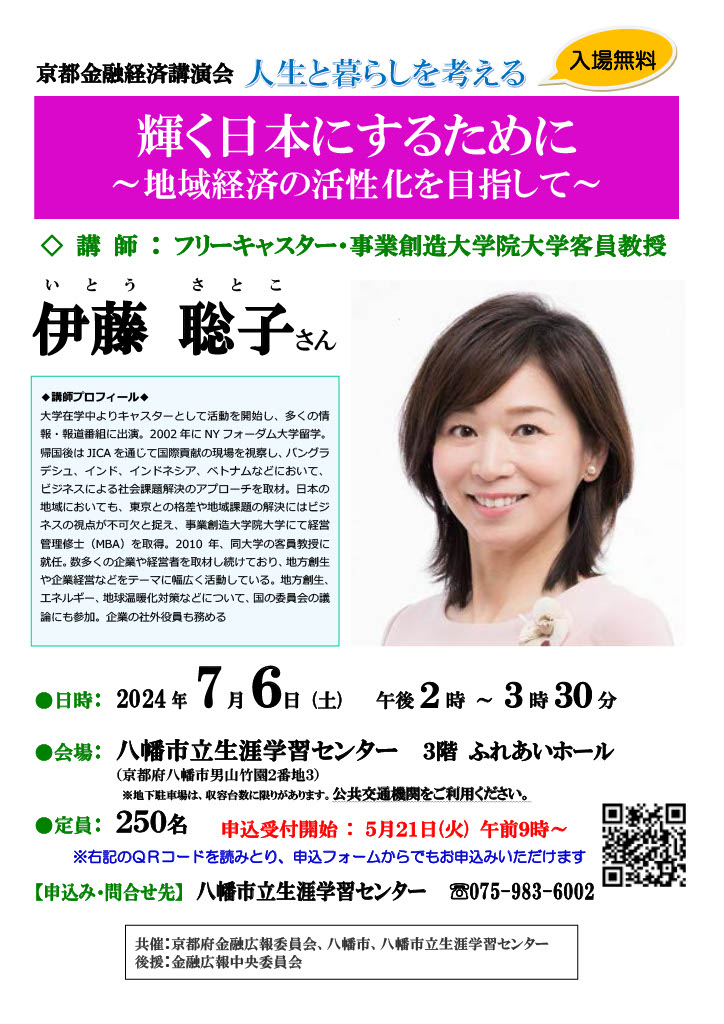 京都金融経済講演会 人生と暮らしを考える
入場無料
輝く日本にするために
～地域経済の活性化を目指して～
◇ 講 師 ： フリーキャスター・事業創造大学院大学客員教授
い と う さ と こ
伊藤 聡子さん
◆講師プロフィール◆
大学在学中よりキャスターとして活動を開始し、多くの情
報・報道番組に出演。2002 年に NY フォーダム大学留学。
帰国後は JICA を通じて国際貢献の現場を視察し、バングラ
デシュ、インド、インドネシア、ベトナムなどにおいて、
ビジネスによる社会課題解決のアプローチを取材。日本の
地域においても、東京との格差や地域課題の解決にはビジ
ネスの視点が不可欠と捉え、事業創造大学院大学にて経営
管理修士（MBA）を取得。2010 年、同大学の客員教授に
就任。数多くの企業や経営者を取材し続けており、地方創生
や企業経営などをテーマに幅広く活動している。地方創生、
エネルギー、地球温暖化対策などについて、国の委員会の議
論にも参加。企業の社外役員も務める
●日時： 2024年 7月 6日（土） 午後 2 時 ～ 3 時 30 分
●会場： 八幡市立生涯学習センター 3階 ふれあいホール
（京都府八幡市男山竹園2番地3）
※地下駐車場は、収容台数に限りがあります。公共交通機関をご利用ください。
●定員： 250名 申込受付開始 ： 5月21日（火） 午前9時～
※右記のＱＲコードを読みとり、申込フォームからでもお申込みいただけます
【申込み・問合せ先】 八幡市立生涯学習センター ☏075-983-6002
共催：京都府金融広報委員会、八幡市、八幡市立生涯学習センター
後援：金融広報中央委員会